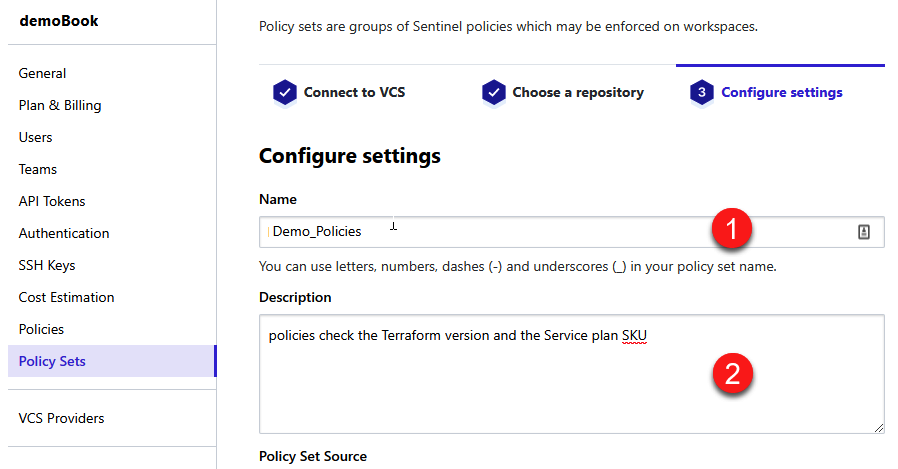 demoBook
General
Plan & Billing
Users
Teams
API Tokens
Authentication
SSH Keys
Cost Estimation
Policies
Policy Sets
VCS Providers
Policy sets are groups of Sentinel policies which may be enforced on workspaces.
Connect to VCS
Choose a repository
3 Configure settings
Configure settings
Name
Demo_Policies
1
You can use letters, numbers, dashes (-) and underscores (_) in your policy set name.
Description
policies check the Terraform version and the Service plan SKU
2
Policy Set Source